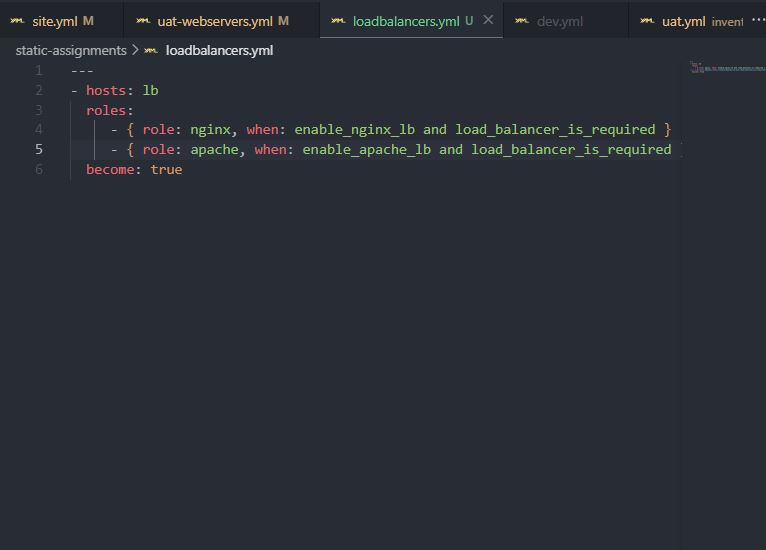 site.yml M uat-webservers.yml M loadbalancers.yml U dev.yml uat.yml invent ...
static-assignments > loadbalancers.yml
1 ---
2 - hosts: lb
3 roles:
4 - { role: nginx, when: enable_nginx_lb and load_balancer_is_required }
5 - { role: apache, when: enable_apache_lb and load_balancer_is_required
6 become: true